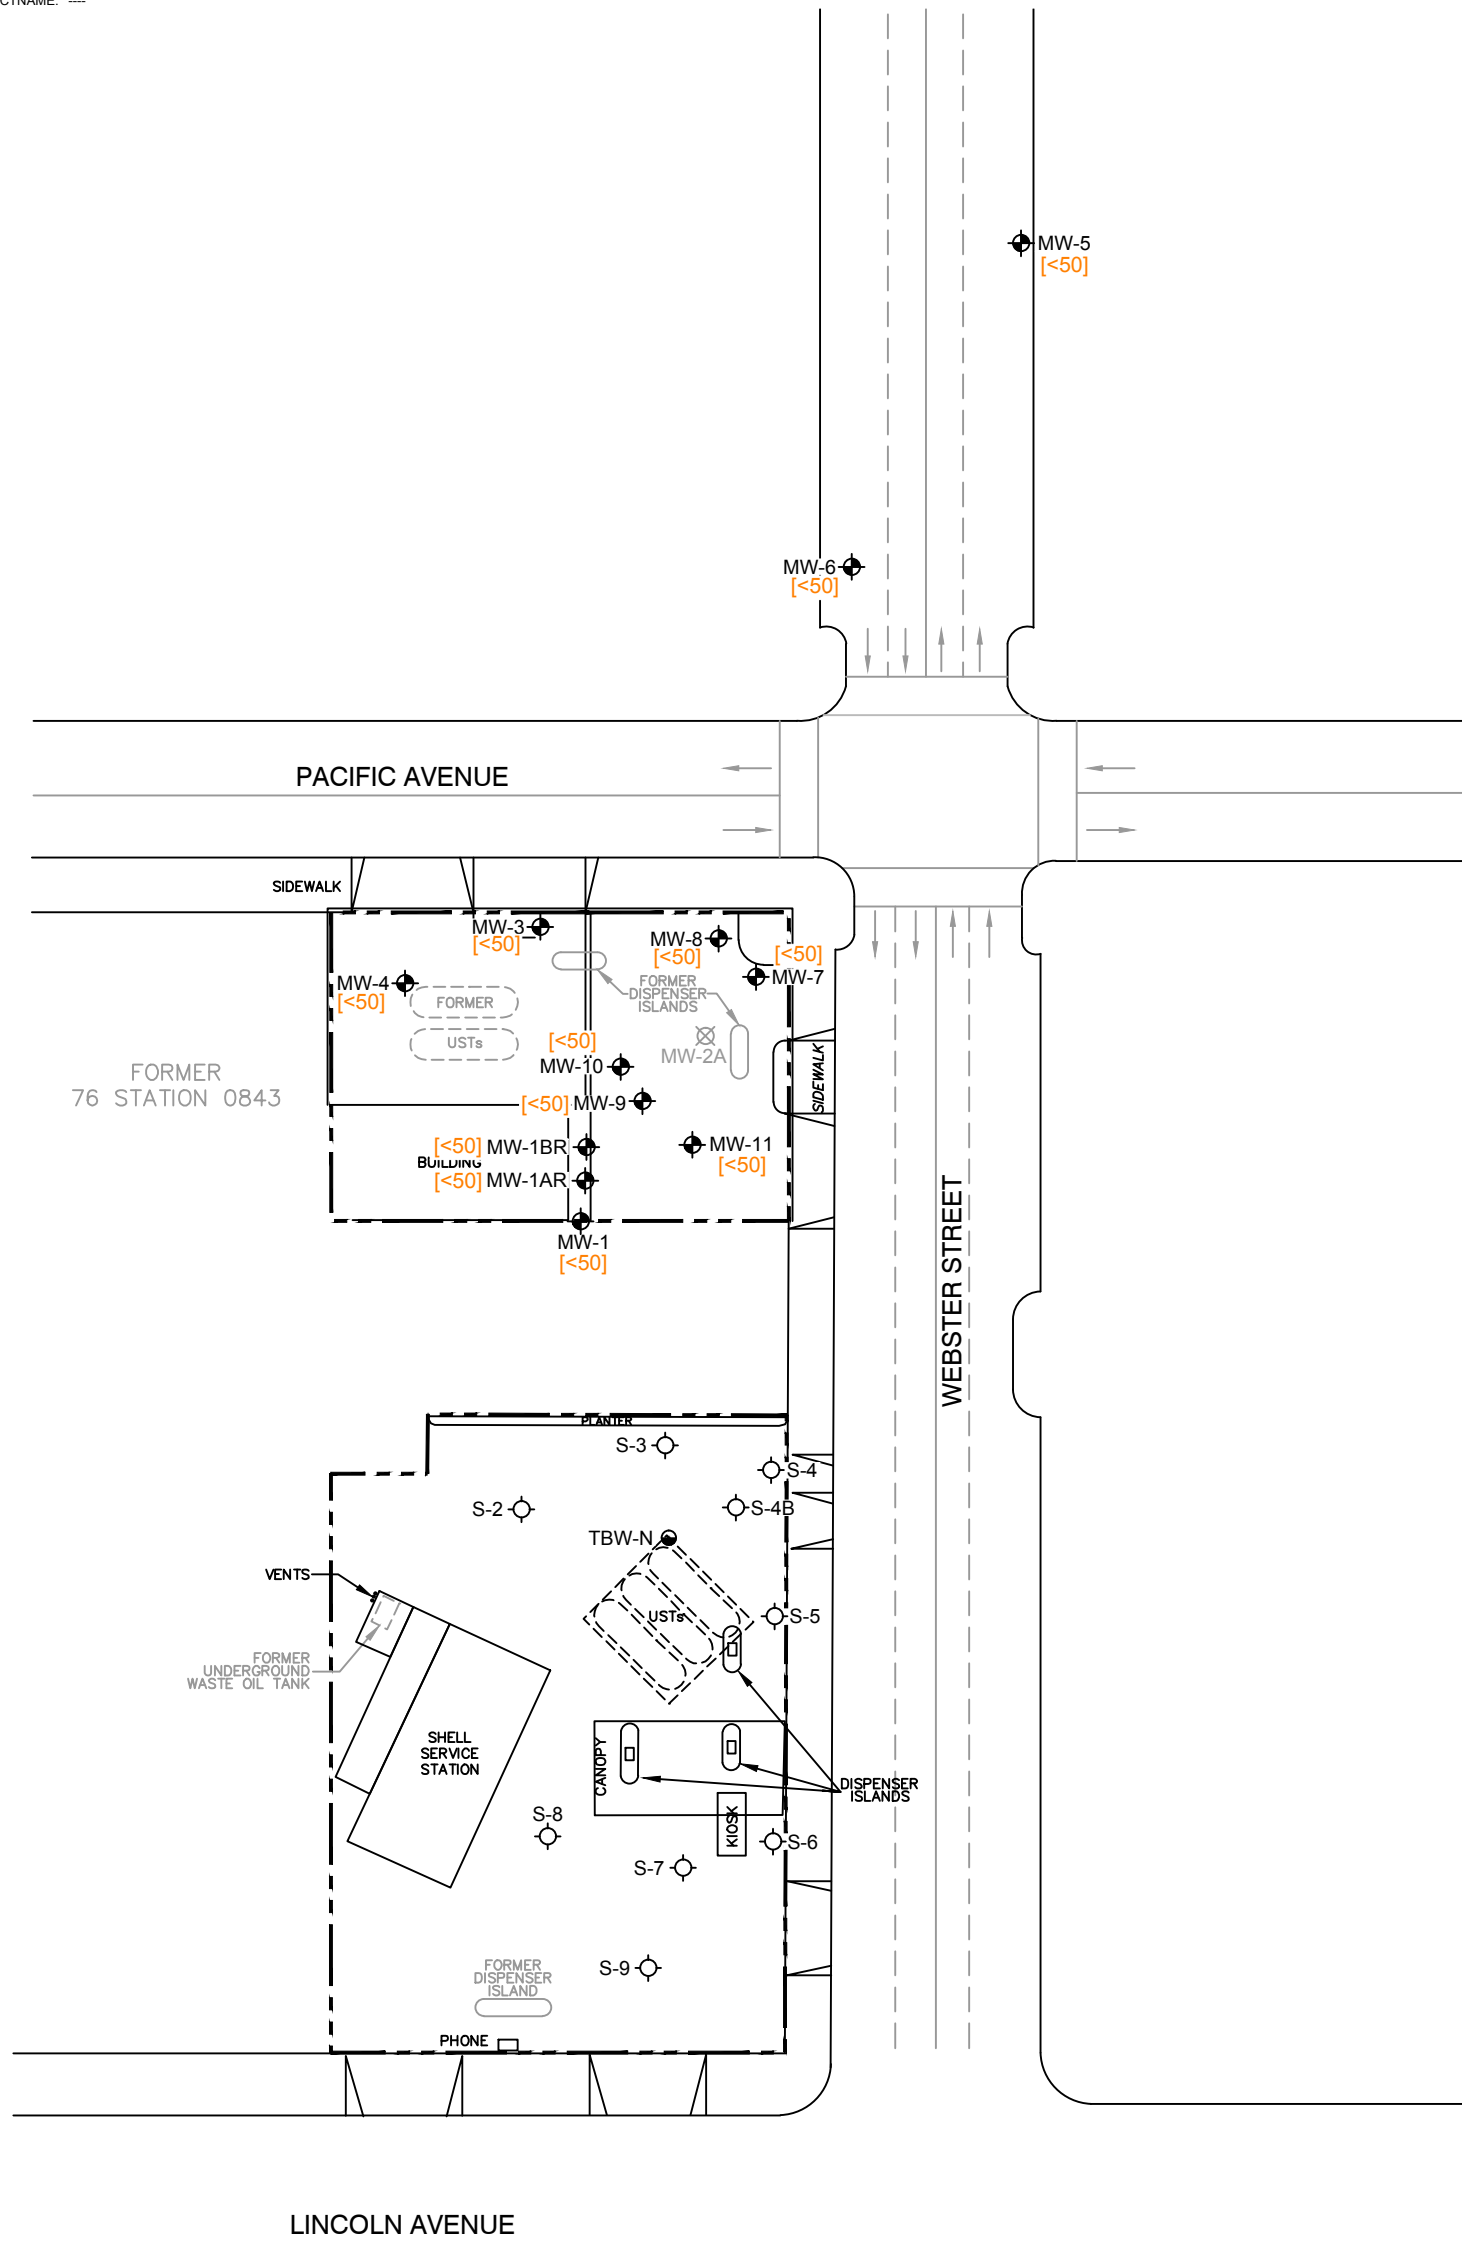 CTNAME: ----
MW-5
[<50]
MW-6
[<50]
PACIFIC AVENUE
SIDEWALK
MW-3
[<50]
MW-8
[<50]
[<50]
MW-7
MW-4
[<50]
FORMER
USTs
FORMER
DISPENSER
ISLANDS
MW-2A
[<50]
MW-10
[<50] MW-9
SIDEWALK
FORMER
76 STATION 0843
[<50] MW-1BR
BUILDING
[<50] MW-1AR
MW-11
[<50]
MW-1
[<50]
WEBSTER STREET
PLANTER
S-3
S-4
S-2
S-4B
TBW-N
VENTS
USTs
S-5
FORMER
UNDERGROUND
WASTE OIL TANK
SHELL
SERVICE
STATION
CANOPY
DISPENSER
ISLANDS
KIOSK
S-8
S-6
S-7
S-9
FORMER
DISPENSER
ISLAND
PHONE
LINCOLN AVENUE